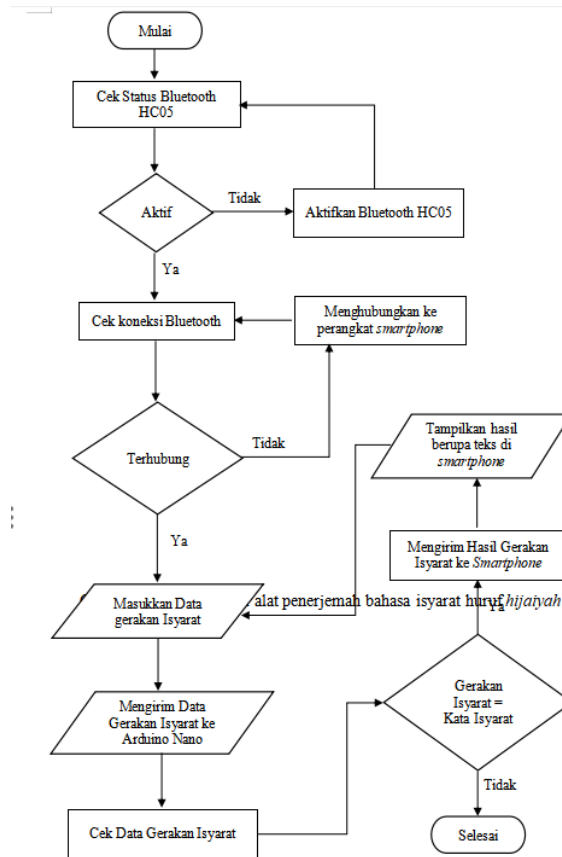 Mulai
Cek Status Bluetooth
HC05
Aktif
Tidak
Aktifkan Bluetooth HC05
Ya
Cek koneksi Bluetooth
Menghubungkan ke
perangkat smartphone
Terhubung
Tidak
Tampilkan hasil
berupa teks di
smartphone
Ya
Mengirim Hasil Gerakan
Isyarat ke Smartphone
Masukkan Data
gerakan Isyarat
alat penerjemah bahasa isyarat huruf hijaiyah
Ya
Gerakan
Isyarat =
Kata Isyarat
Mengirim Data
Gerakan Isyarat ke
Arduino Nano
Tidak
Cek Data Gerakan Isyarat
Selesai